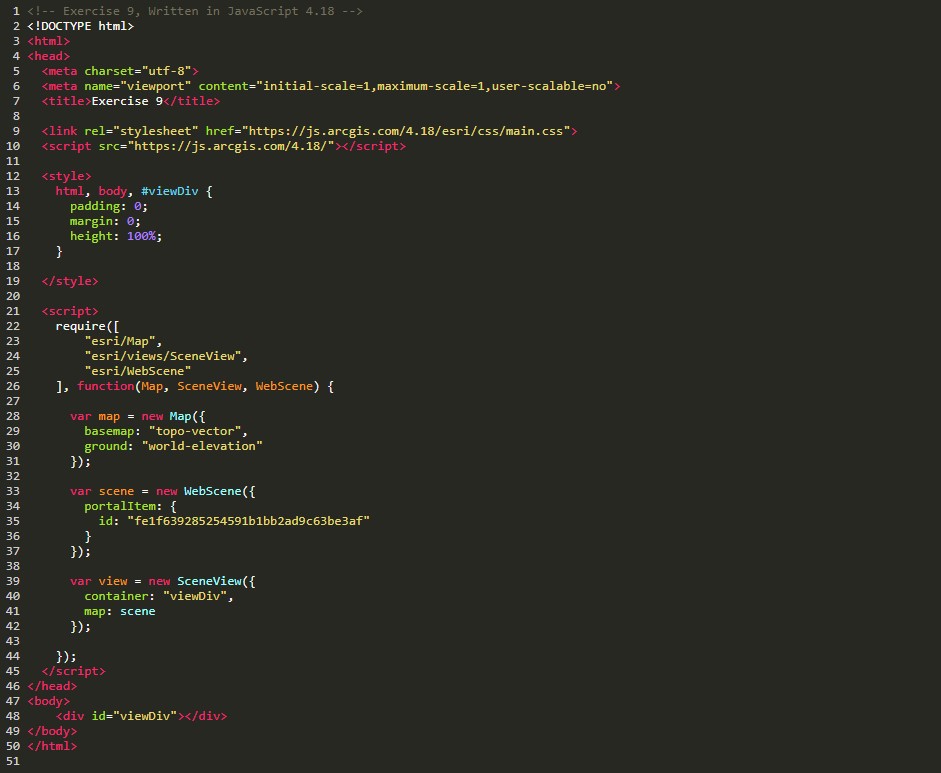 1 <!-- Exercise 9, Written in JavaScript 4.18 -->
2 <!DOCTYPE html>
3 <html>
4 <head>
5   <meta charset="utf-8">
6   <meta name="viewport" content="initial-scale=1,maximum-scale=1,user-scalable=no">
7   <title>Exercise 9</title>
8
9   <link rel="stylesheet" href="https://js.arcgis.com/4.18/esri/css/main.css">
10   <script src="https://js.arcgis.com/4.18/"></script>
11
12   <style>
13     html, body, #viewDiv {
14       padding: 0;
15       margin: 0;
16       height: 100%;
17     }
18
19   </style>
20
21   <script>
22     require([
23         "esri/Map",
24         "esri/views/SceneView",
25         "esri/WebScene"
26     ], function(Map, SceneView, WebScene) {
27
28       var map = new Map({
29         basemap: "topo-vector",
30         ground: "world-elevation"
31       });
32
33       var scene = new WebScene({
34         portalItem: {
35           id: "fe1f639285254591b1bb2ad9c63be3af"
36         }
37       });
38
39       var view = new SceneView({
40         container: "viewDiv",
41         map: scene
42       });
43
44     });
45   </script>
46 </head>
47 <body>
48     <div id="viewDiv"></div>
49 </body>
50 </html>
51